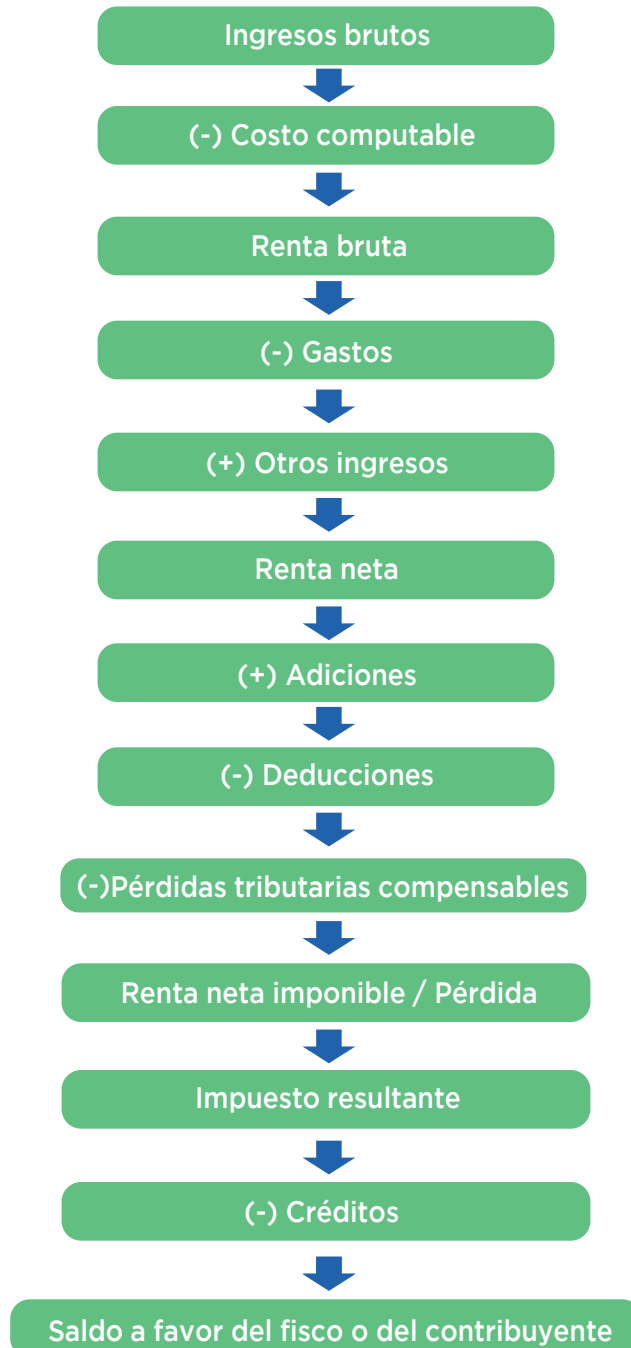 Ingresos brutos
(-) Costo computable
Renta bruta
(-) Gastos
(+) Otros ingresos
Renta neta
(+) Adiciones
(-) Deducciones
(-)Pérdidas tributarias compensables
Renta neta imponible / Pérdida
Impuesto resultante
(-) Créditos
Saldo a favor del fisco o del contribuyente